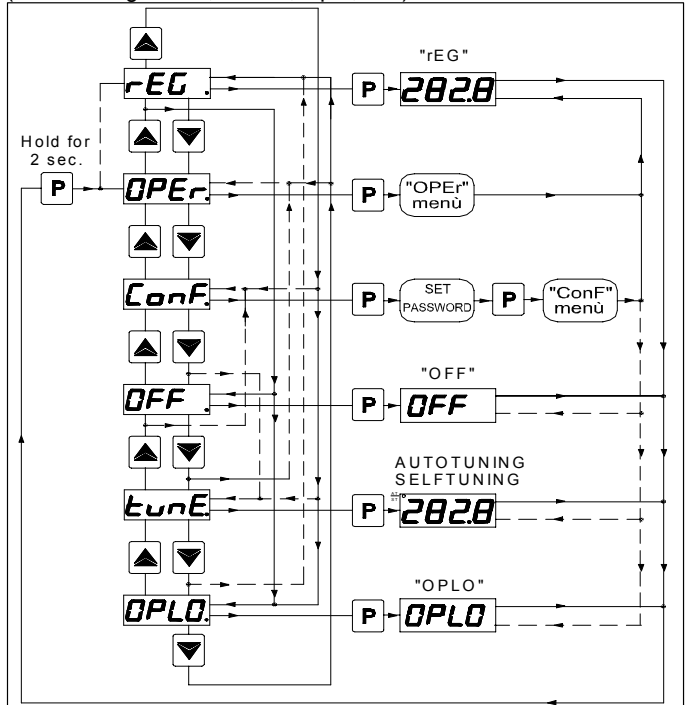 "rEG"
rEG .
P
282.8
Hold for
2 sec.
P
OPEr.
P
"OPEr"
menù
ConF.
P
SET
PASSWORD
P
"ConF"
menù
"OFF"
OFF .
P
OFF
AUTOTUNING
SELFTUNING
tunE.
P
282.8
"OPLO"
OPLO.
P
OPLO